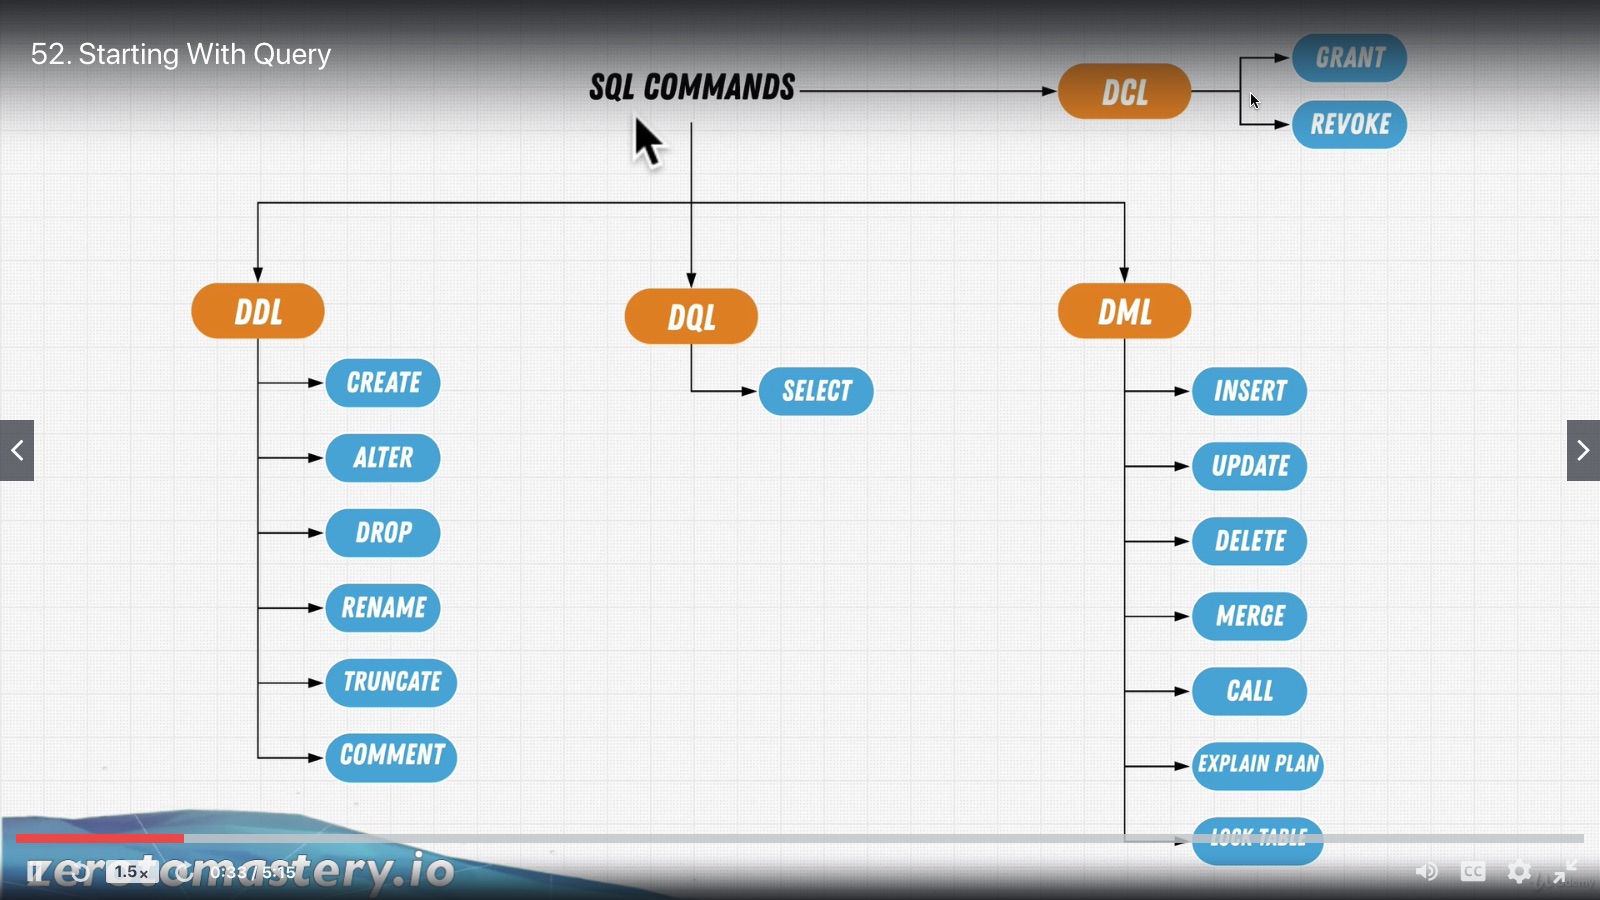 52. Starting With Query
SQL COMMANDS
DCL
GRANT
REVOKE
DDL
CREATE
ALTER
DROP
RENAME
TRUNCATE
COMMENT
DQL
SELECT
DML
INSERT
UPDATE
DELETE
MERGE
CALL
EXPLAIN PLAN
LOCK TABLE
zerotomastery.io
1.5x
0:33 / 5:15
CC